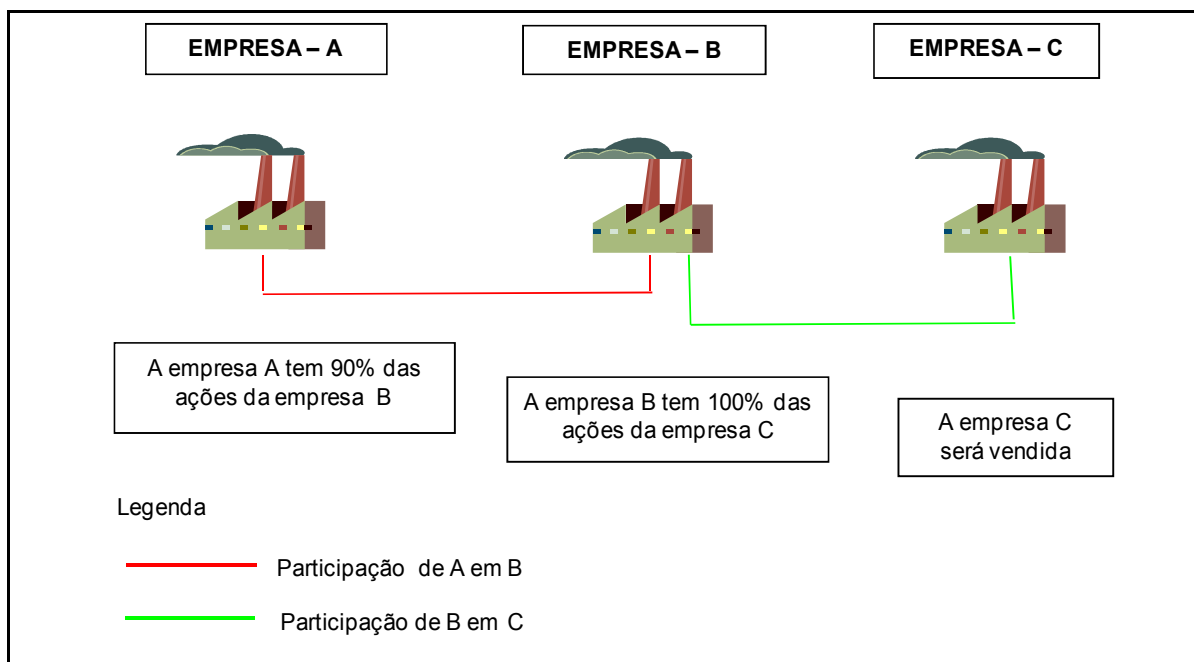 EMPRESA – A
EMPRESA – B
EMPRESA – C
A empresa A tem 90% das
ações da empresa B
A empresa B tem 100% das
ações da empresa C
A empresa C
será vendida
Legenda
Participação de A em B
Participação de B em C